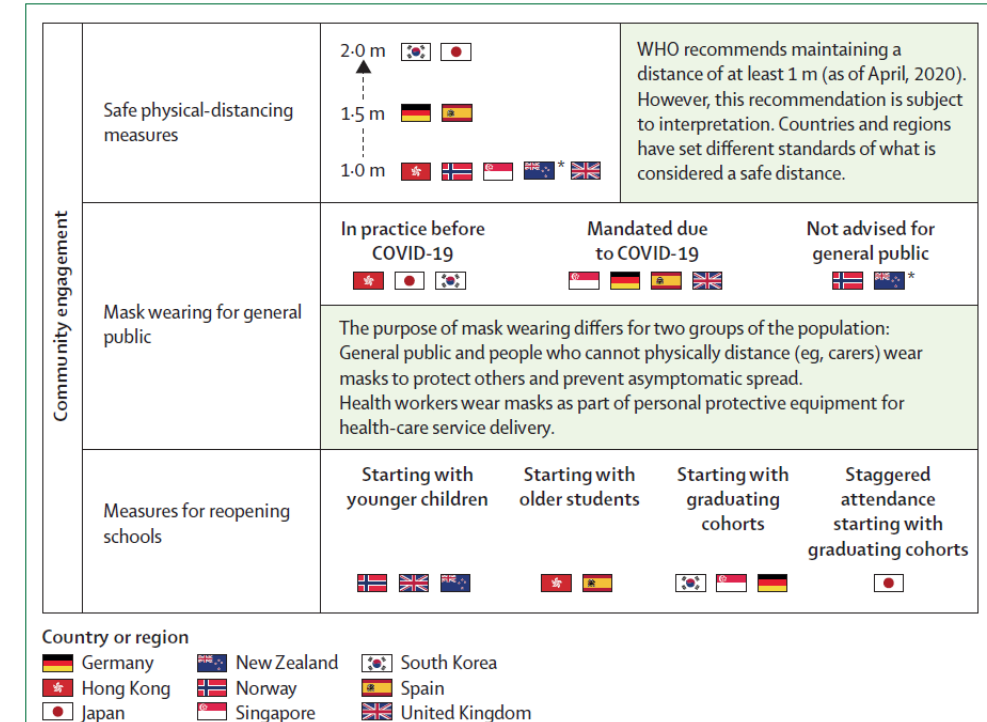 Community engagement
Safe physical-distancing
measures
2·0 m
1·5 m
1·0 m
*
WHO recommends maintaining a
distance of at least 1 m (as of April, 2020).
However, this recommendation is subject
to interpretation. Countries and regions
have set different standards of what is
considered a safe distance.
Mask wearing for general
public
In practice before
COVID-19
Mandated due
to COVID-19
Not advised for
general public
*
The purpose of mask wearing differs for two groups of the population:
General public and people who cannot physically distance (eg, carers) wear
masks to protect others and prevent asymptomatic spread.
Health workers wear masks as part of personal protective equipment for
health-care service delivery.
Measures for reopening
schools
Starting with
younger children
Starting with
older students
Starting with
graduating
cohorts
Staggered
attendance
starting with
graduating cohorts
Country or region
Germany
Hong Kong
Japan
New Zealand
Norway
Singapore
South Korea
Spain
United Kingdom